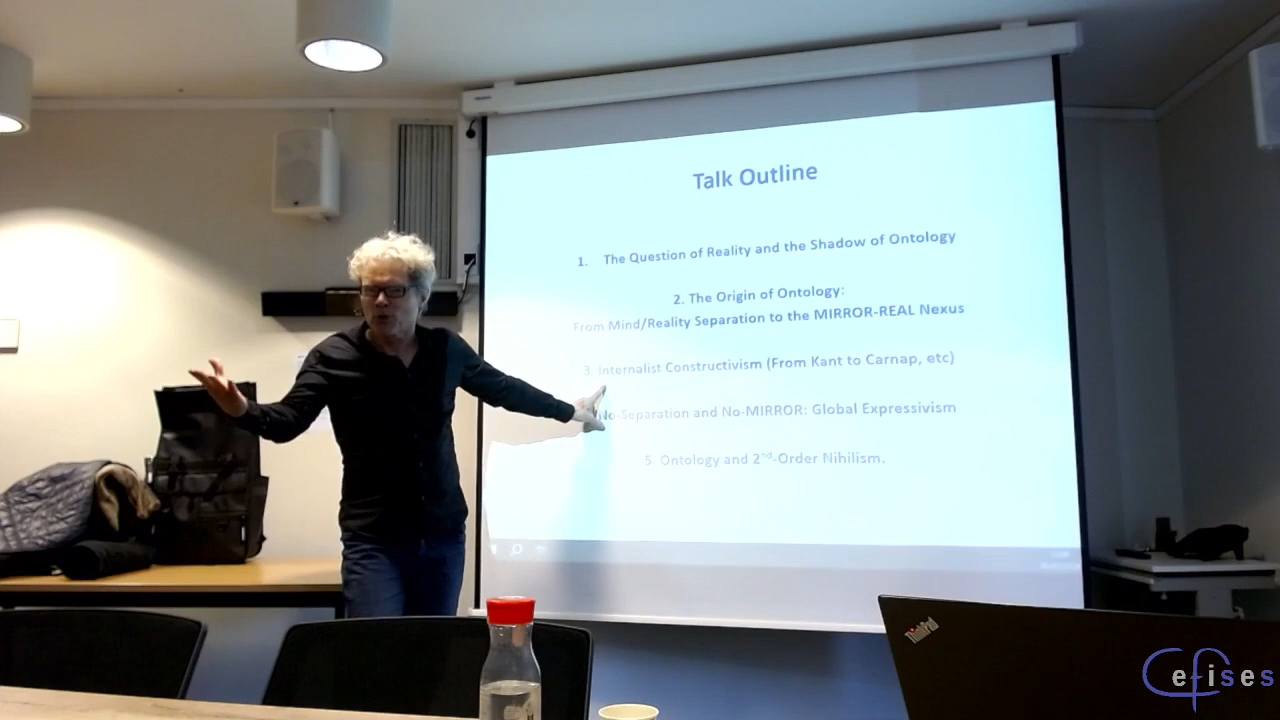 Talk Outline
1. The Question of Reality and the Shadow of Ontology
2. The Origin of Ontology:
From Mind/Reality Separation to the MIRROR-REAL Nexus
3. Internalist Constructivism (From Kant to Carnap, etc)
No-Separation and No-MIRROR: Global Expressivism
5. Ontology and 2nd-Order Nihilism.
ThinkPad
Cefises